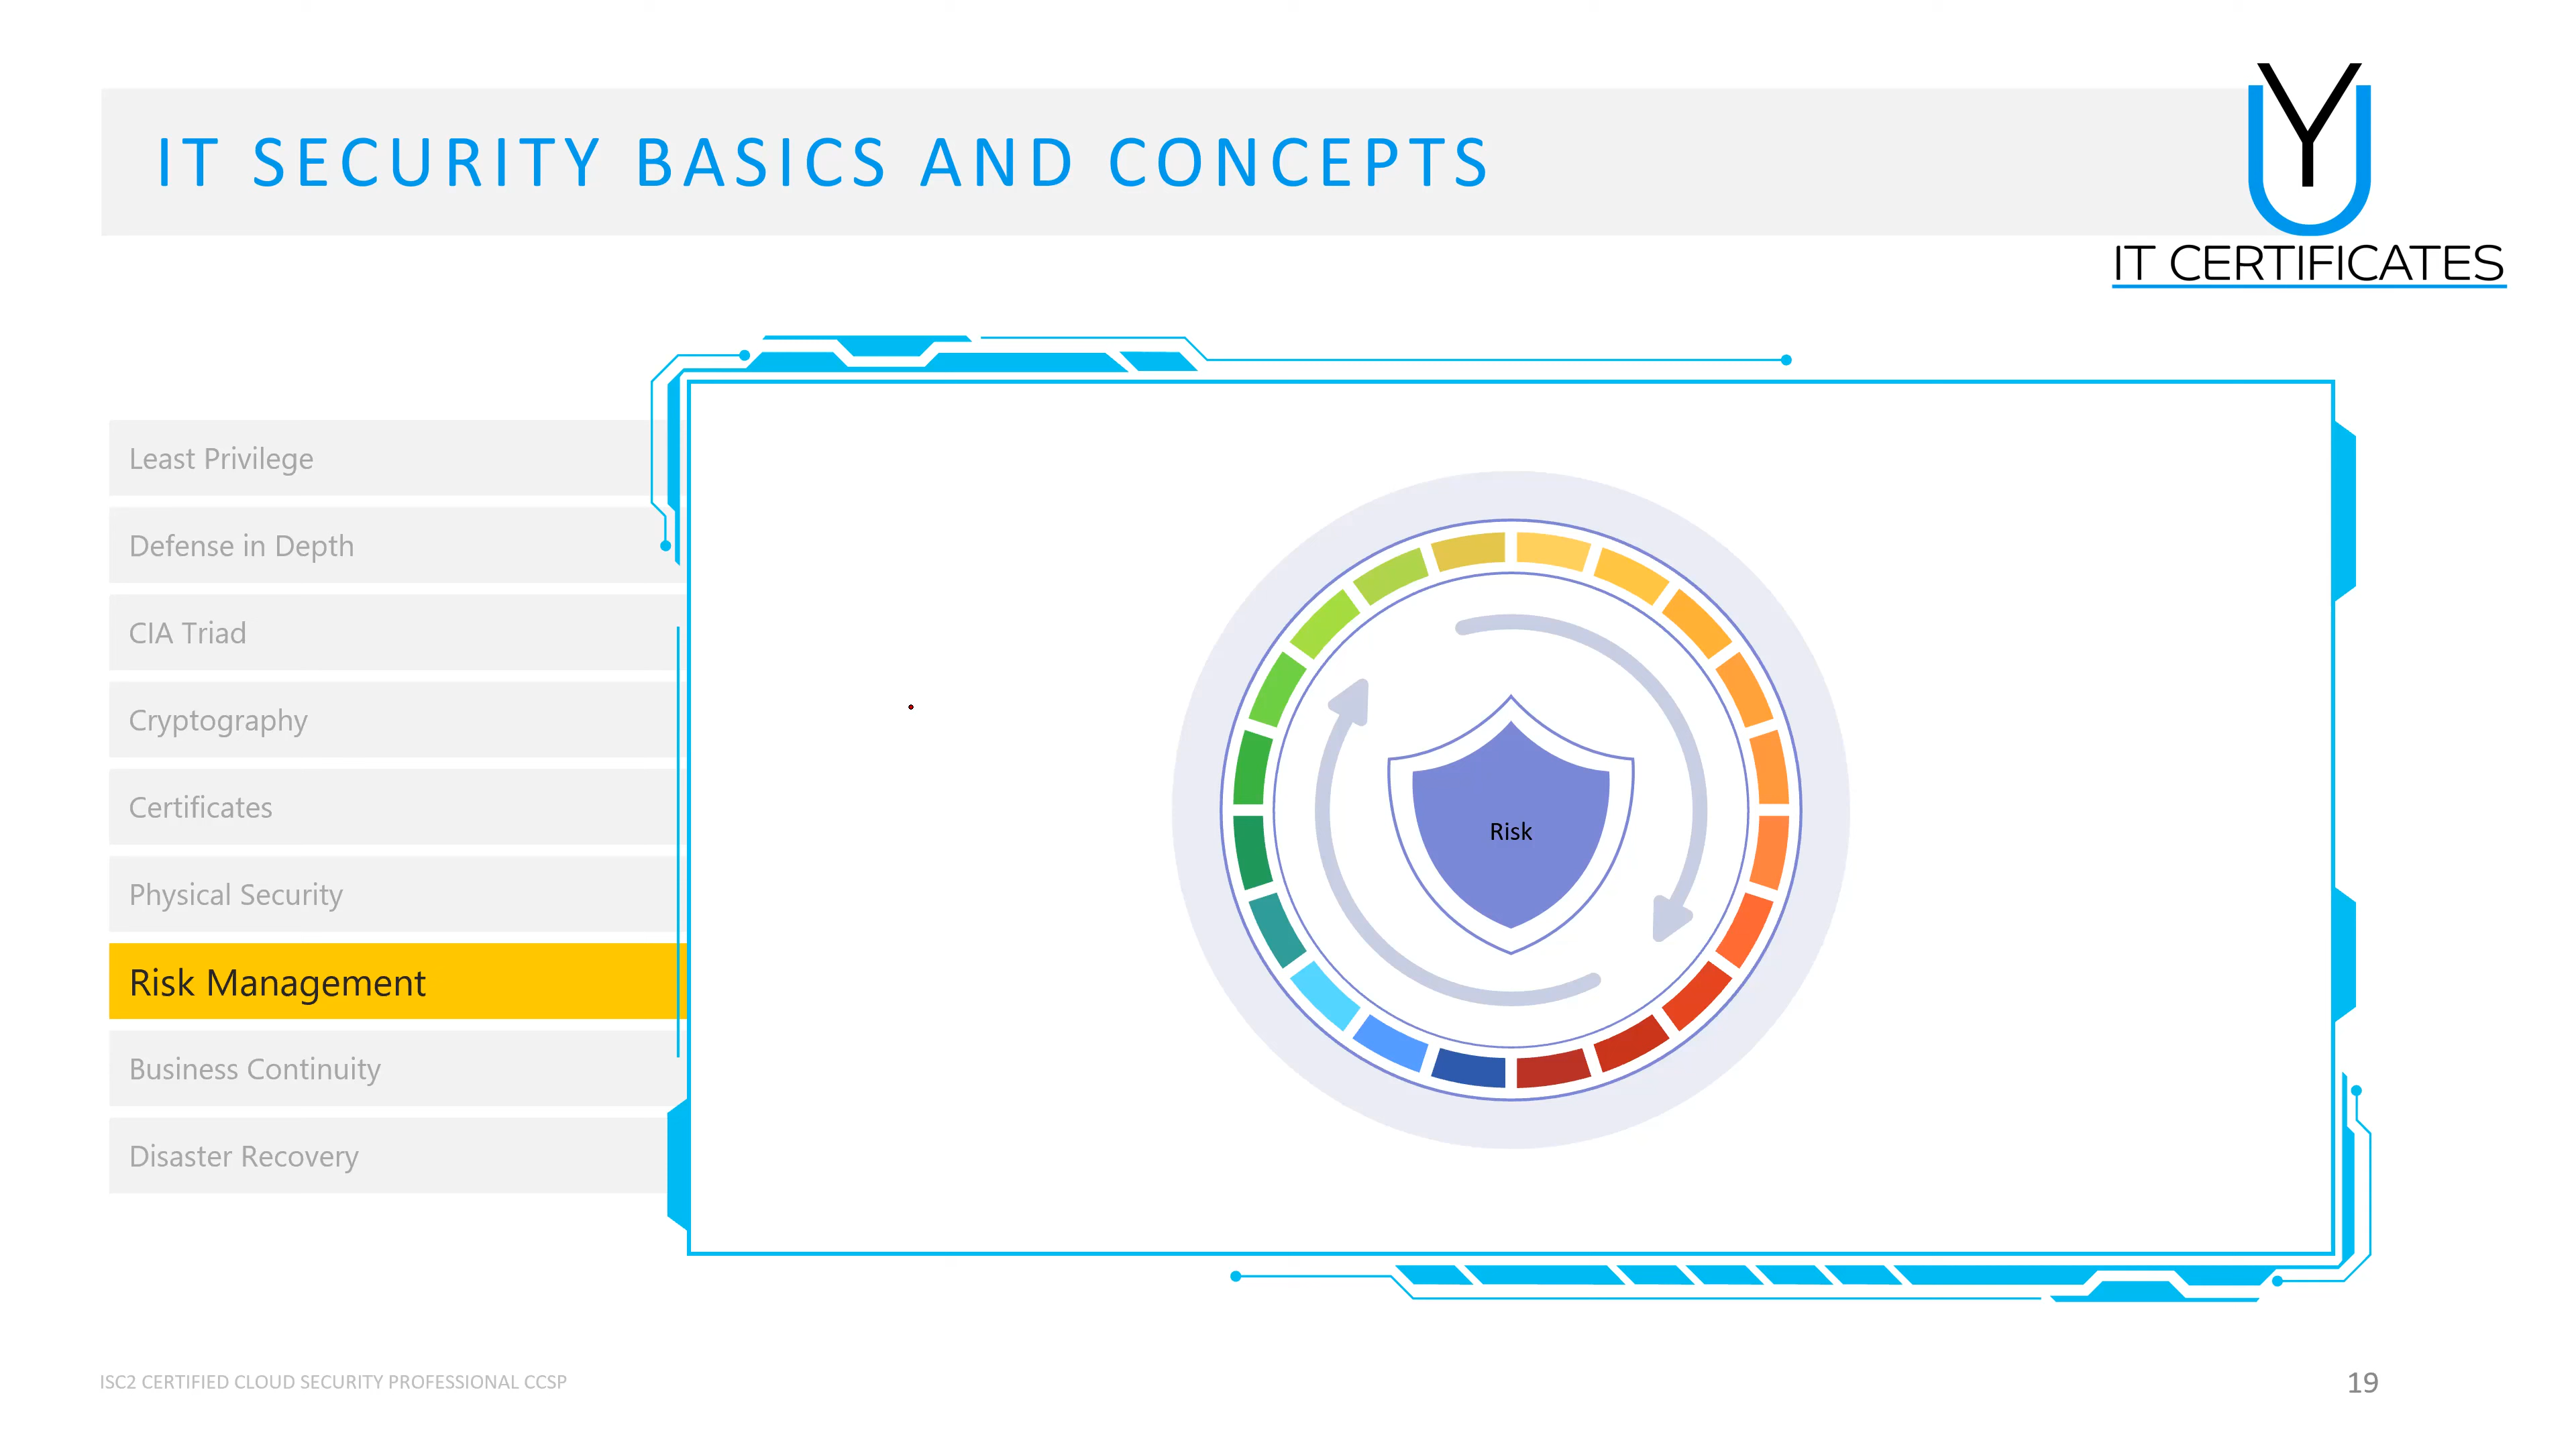 IT SECURITY BASICS AND CONCEPTS
YU
IT CERTIFICATES
Least Privilege
Defense in Depth
CIA Triad
Cryptography
Certificates
Physical Security
Risk Management
Business Continuity
Disaster Recovery
Risk
ISC2 CERTIFIED CLOUD SECURITY PROFESSIONAL CCSP
19